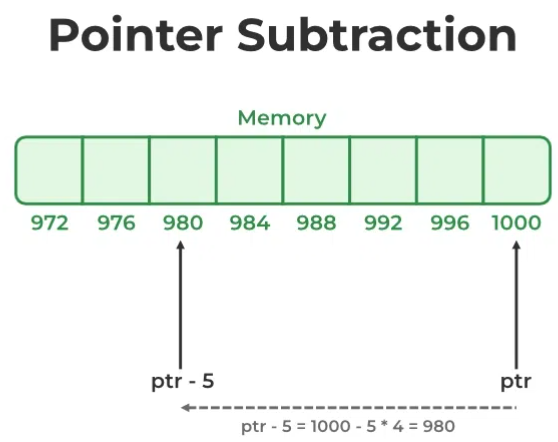 Pointer Subtraction
Memory
972 976 980 984 988 992 996 1000
ptr - 5 ptr
ptr - 5 = 1000 - 5 * 4 = 980